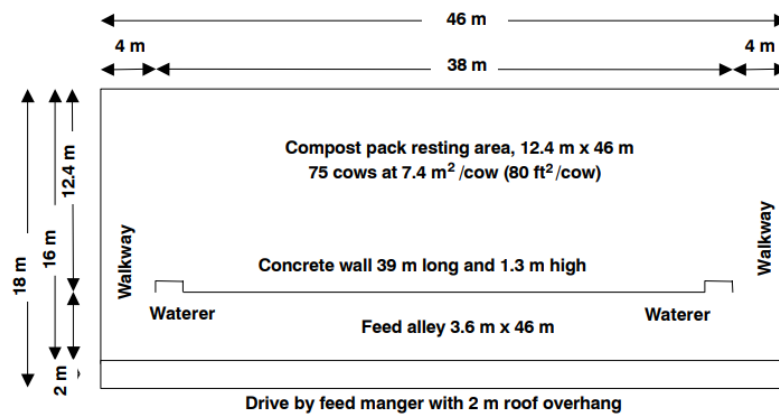 46 m
4 m
4 m
38 m
Compost pack resting area, 12.4 m x 46 m
75 cows at 7.4 m² /cow (80 ft² /cow)
12.4 m
16 m
18 m
Walkway
Walkway
Concrete wall 39 m long and 1.3 m high
Waterer
Waterer
Feed alley 3.6 m x 46 m
2 m
Drive by feed manger with 2 m roof overhang